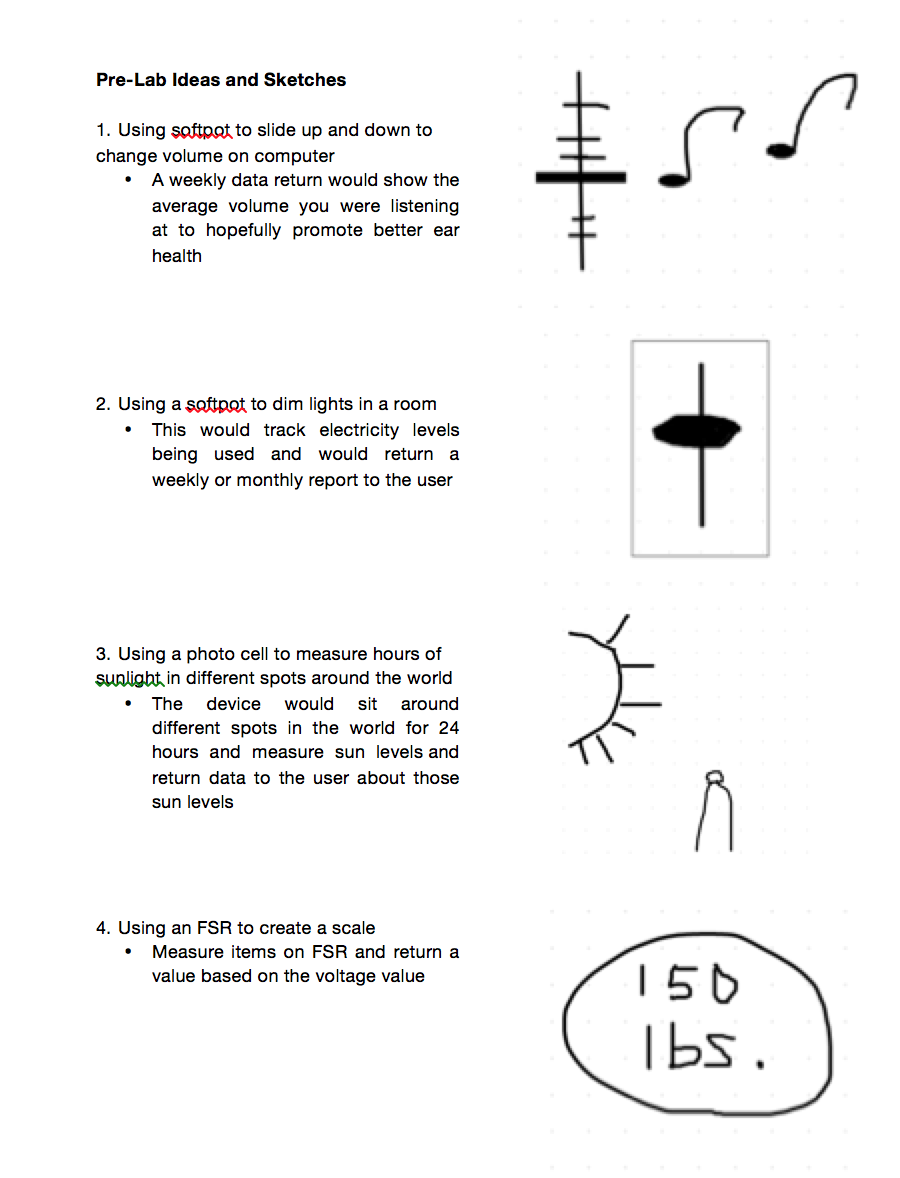 Pre-Lab Ideas and Sketches
1. Using softpot to slide up and down to
change volume on computer
• A weekly data return would show the
average volume you were listening
at to hopefully promote better ear
health
2. Using a softpot to dim lights in a room
• This would track electricity levels
being used and would return a
weekly or monthly report to the user
3. Using a photo cell to measure hours of
sunlight in different spots around the world
• The device would sit around
different spots in the world for 24
hours and measure sun levels and
return data to the user about those
sun levels
4. Using an FSR to create a scale
• Measure items on FSR and return a
value based on the voltage value
150
lbs.